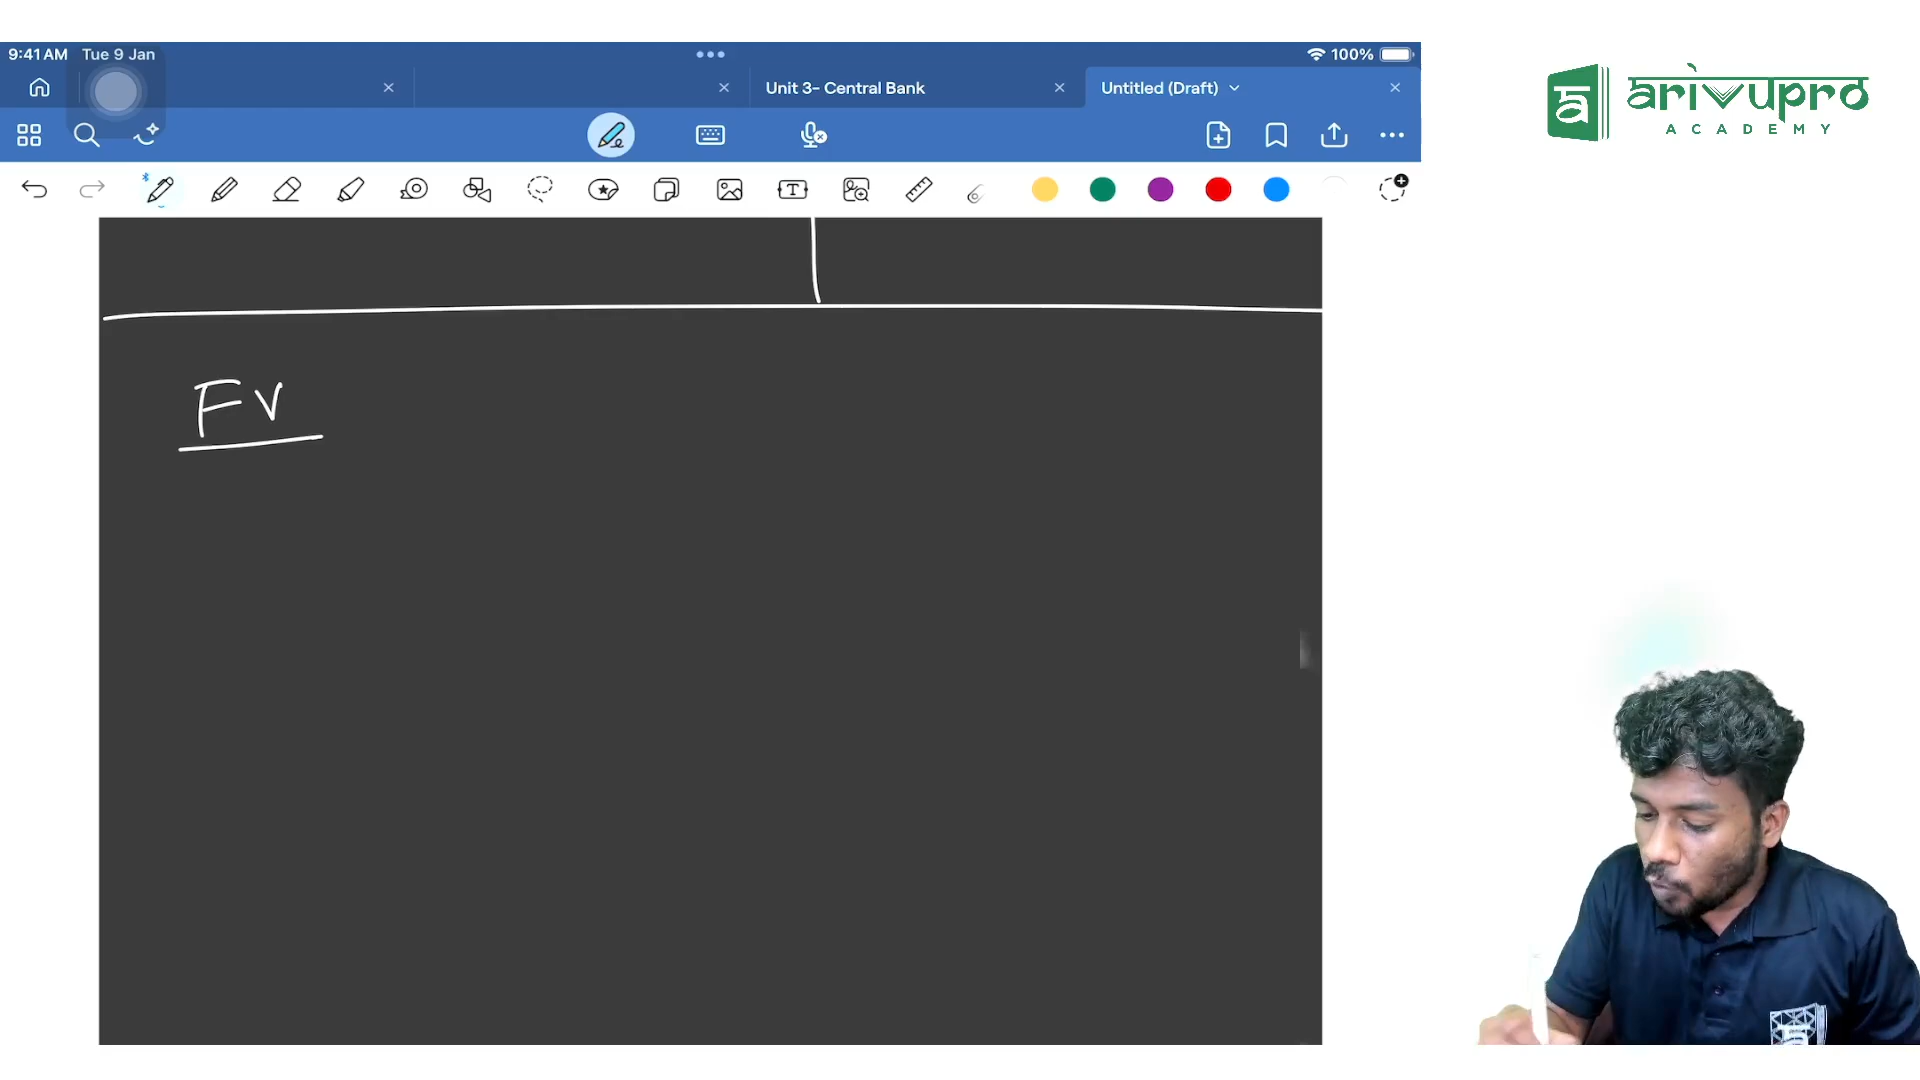 9:41 AM Tue 9 Jan
100%
Unit 3- Central Bank
Untitled (Draft)
arivupro
ACADEMY
FV